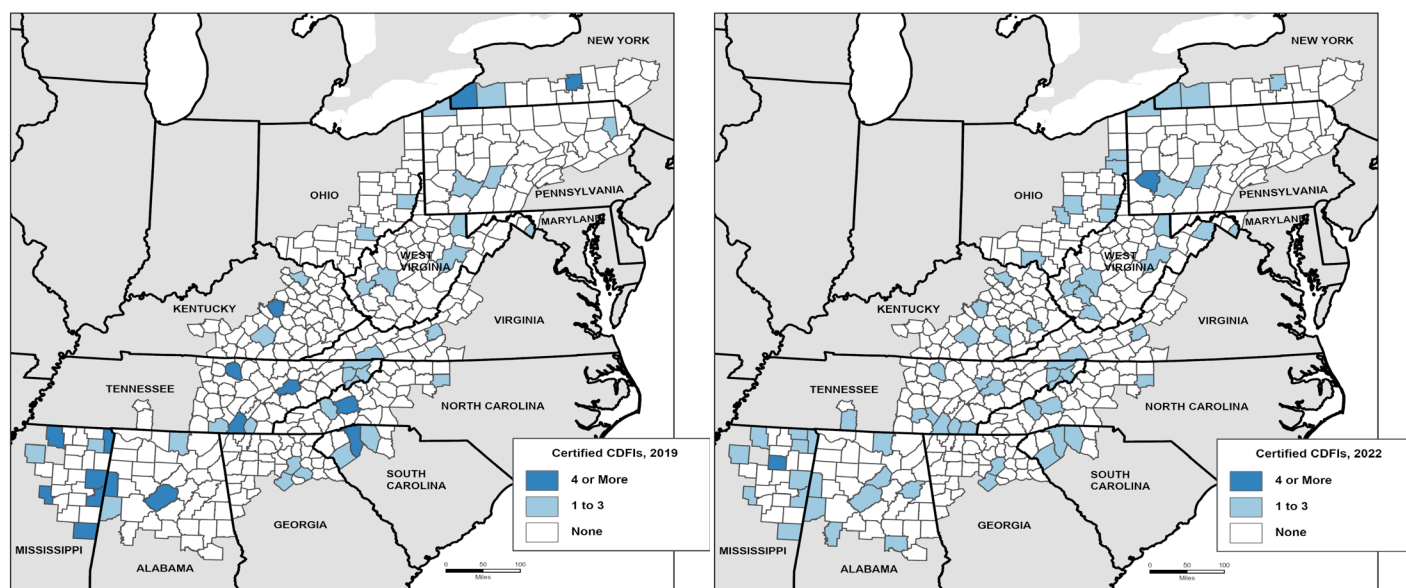 NEW YORK
OHIO
PENNSYLVANIA
MARYLAND
WEST
VIRGINIA
KENTUCKY
VIRGINIA
TENNESSEE
NORTH CAROLINA
SOUTH
CAROLINA
GEORGIA
MISSISSIPPI
ALABAMA
Certified CDFIs, 2019
4 or More
1 to 3
None
0 50 100
Miles
NEW YORK
OHIO
PENNSYLVANIA
MARYLAND
WEST
VIRGINIA
KENTUCKY
VIRGINIA
TENNESSEE
NORTH CAROLINA
SOUTH
CAROLINA
GEORGIA
MISSISSIPPI
ALABAMA
Certified CDFIs, 2022
4 or More
1 to 3
None
0 50 100
Miles